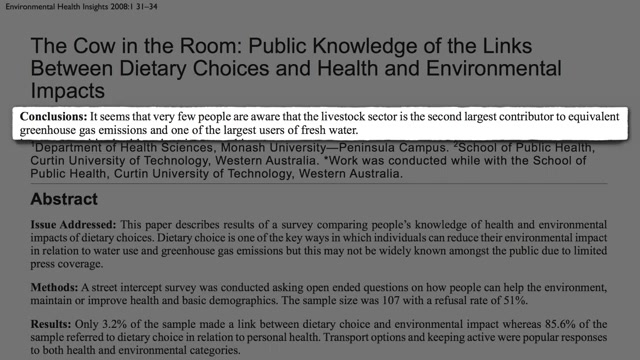 Environmental Health Insights 2008:1 31–34
The Cow in the Room: Public Knowledge of the Links
Between Dietary Choices and Health and Environmental
Impacts
Conclusions: It seems that very few people are aware that the livestock sector is the second largest contributor to equivalent
greenhouse gas emissions and one of the largest users of fresh water.
¹Department of Health Sciences, Monash University—Peninsula Campus. ²School of Public Health,
Curtin University of Technology, Western Australia. *Work was conducted while with the School of
Public Health, Curtin University of Technology, Western Australia.
Abstract
Issue Addressed: This paper describes results of a survey comparing people's knowledge of health and environmental
impacts of dietary choices. Dietary choice is one of the key ways in which individuals can reduce their environmental impact
in relation to water use and greenhouse gas emissions but this may not be widely known amongst the public due to limited
press coverage.
Methods: A street intercept survey was conducted asking open ended questions on how people can help the environment,
maintain or improve health and basic demographics. The sample size was 107 with a refusal rate of 51%.
Results: Only 3.2% of the sample made a link between dietary choice and environmental impact whereas 85.6% of the
sample referred to dietary choice in relation to personal health. Transport options and keeping active were popular responses
to both health and environmental categories.